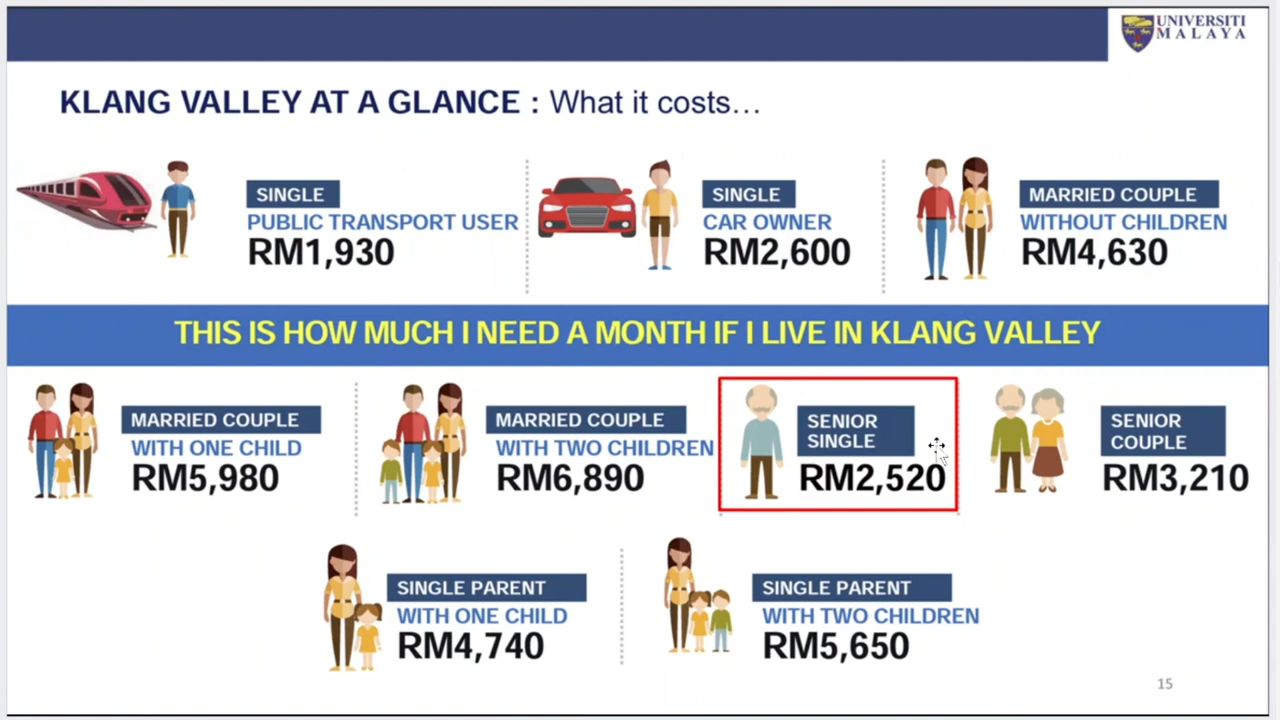 UNIVERSITI
MALAYA
KLANG VALLEY AT A GLANCE : What it costs…
SINGLE
PUBLIC TRANSPORT USER
RM1,930
SINGLE
CAR OWNER
RM2,600
MARRIED COUPLE
WITHOUT CHILDREN
RM4,630
THIS IS HOW MUCH I NEED A MONTH IF I LIVE IN KLANG VALLEY
MARRIED COUPLE
WITH ONE CHILD
RM5,980
MARRIED COUPLE
WITH TWO CHILDREN
RM6,890
SENIOR
SINGLE
RM2,520
SENIOR
COUPLE
RM3,210
SINGLE PARENT
WITH ONE CHILD
RM4,740
SINGLE PARENT
WITH TWO CHILDREN
RM5,650
15